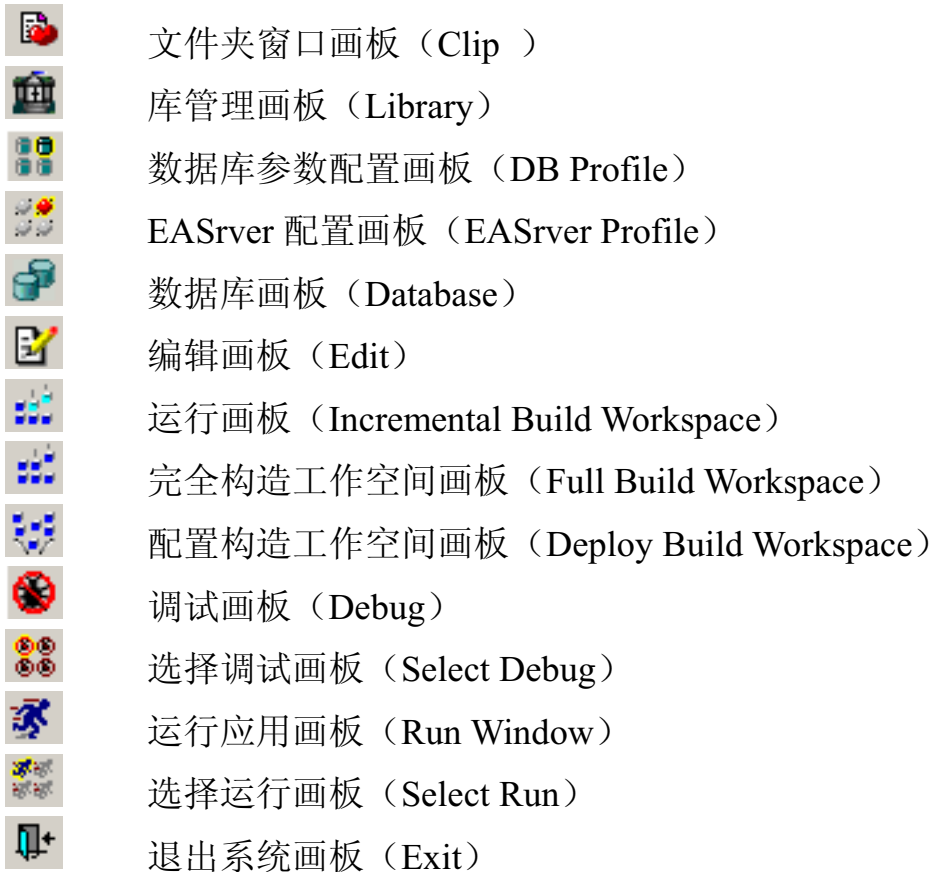 文件夹窗口画板（Clip ）
库管理画板（Library）
数据库参数配置画板（DB Profile）
EASrver 配置画板（EASrver Profile）
数据库画板（Database）
编辑画板（Edit）
运行画板（Incremental Build Workspace）
完全构造工作空间画板（Full Build Workspace）
配置构造工作空间画板（Deploy Build Workspace）
调试画板（Debug）
选择调试画板（Select Debug）
运行应用画板（Run Window）
选择运行画板（Select Run）
退出系统画板（Exit）